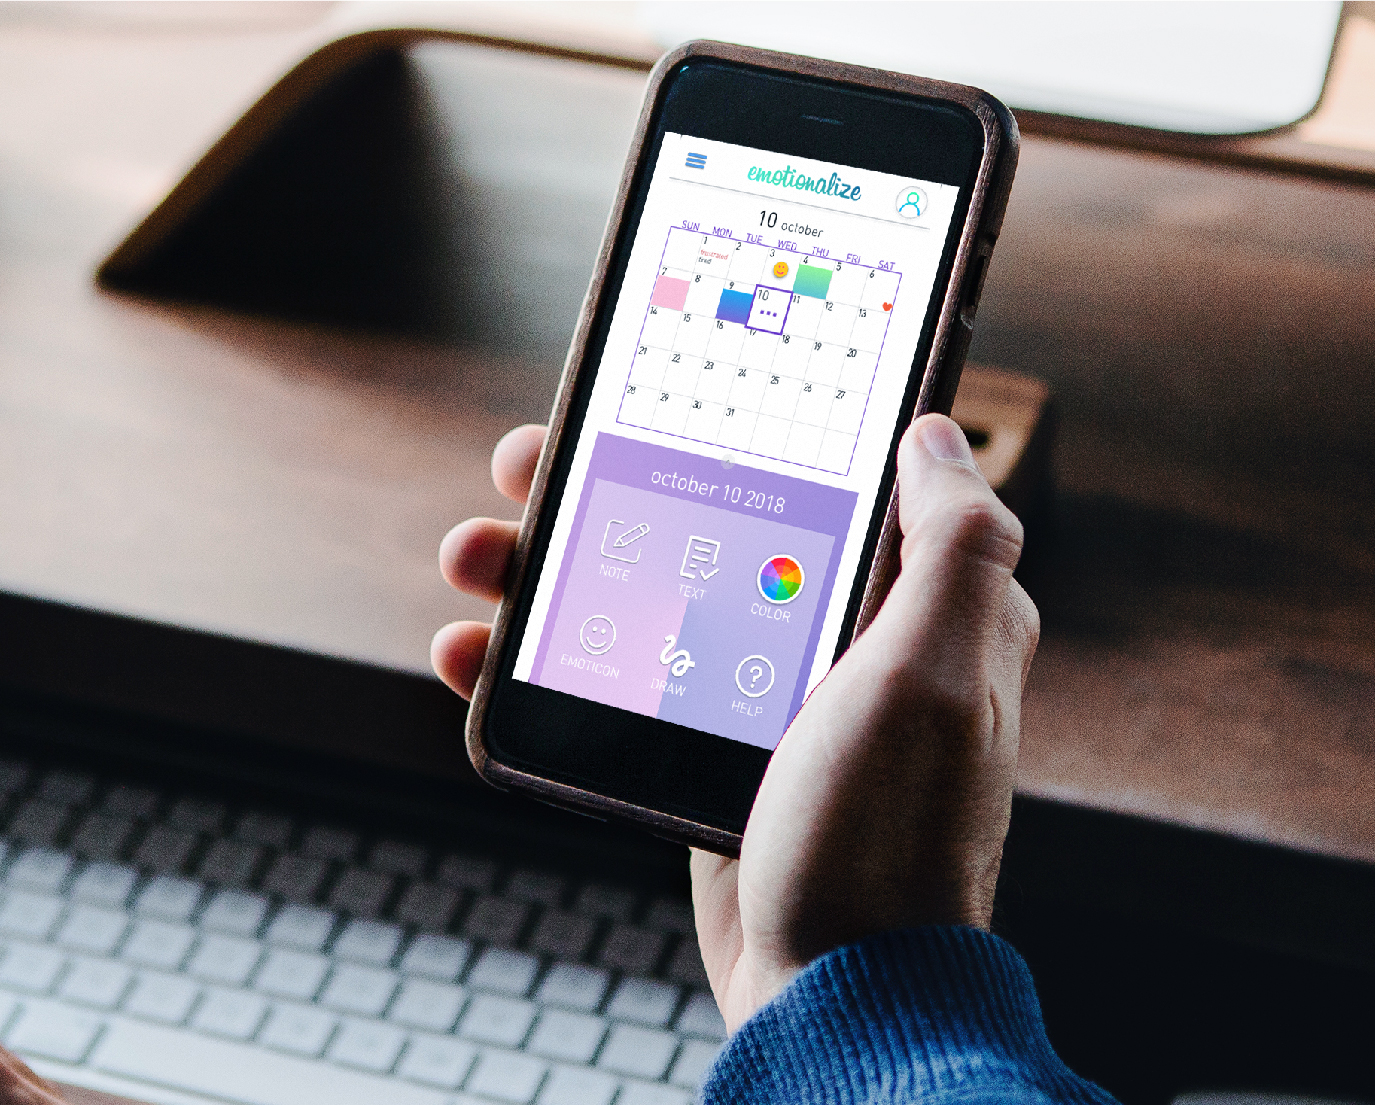 emotionalize
10 october
SUN MON TUE WED THU FRI SAT
1 2 3 4 5 6
frustrated
tired
7 8 9 10 11 12 13
14 15 16 17 18 19 20
21 22 23 24 25 26 27
28 29 30 31
october 10 2018
NOTE TEXT COLOR
EMOTICON DRAW HELP